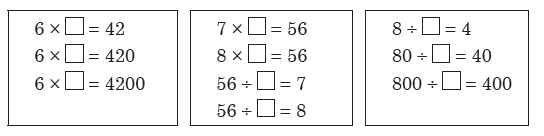 6 × □ = 42
6 × □ = 420
6 × □ = 4200
7 × □ = 56
8 × □ = 56
56 ÷ □ = 7
56 ÷ □ = 8
8 ÷ □ = 4
80 ÷ □ = 40
800 ÷ □ = 400